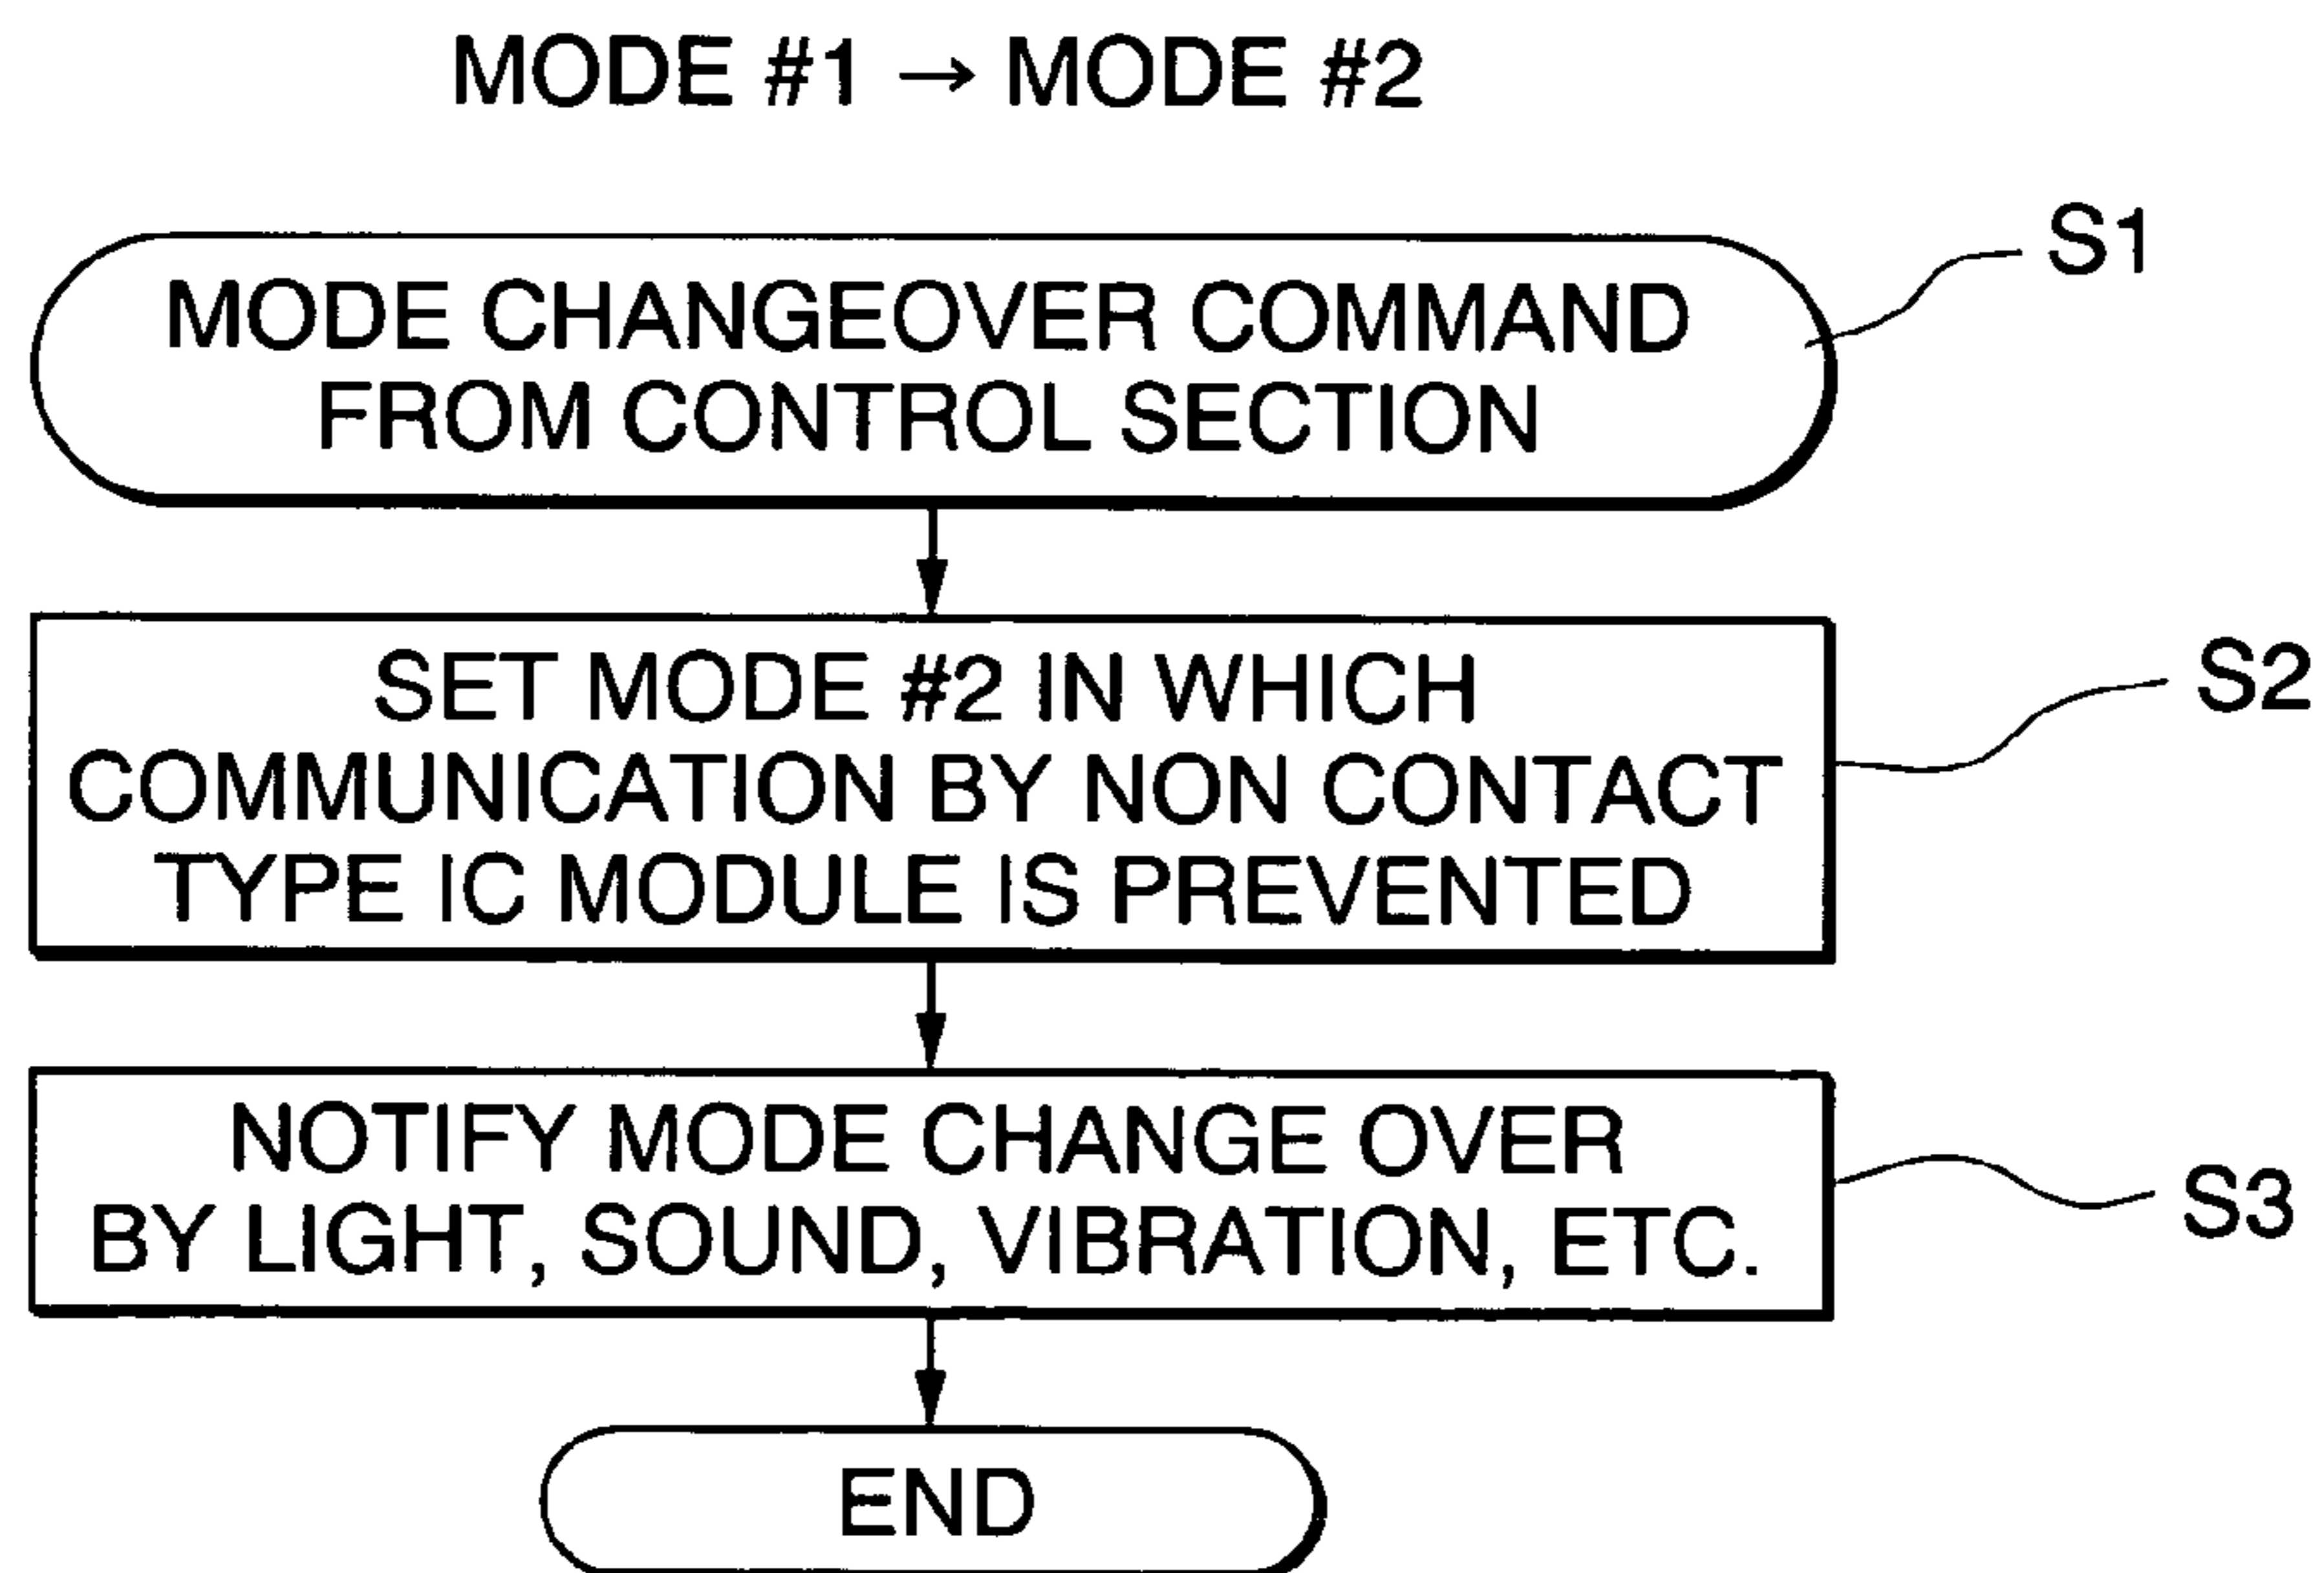 MODE #1 → MODE #2
S1
MODE CHANGEOVER COMMAND
FROM CONTROL SECTION
SET MODE #2 IN WHICH
S2
COMMUNICATION BY NON CONTACT
TYPE IC MODULE IS PREVENTED
NOTIFY MODE CHANGE OVER
S3
BY LIGHT, SOUND, VIBRATION, ETC.
END